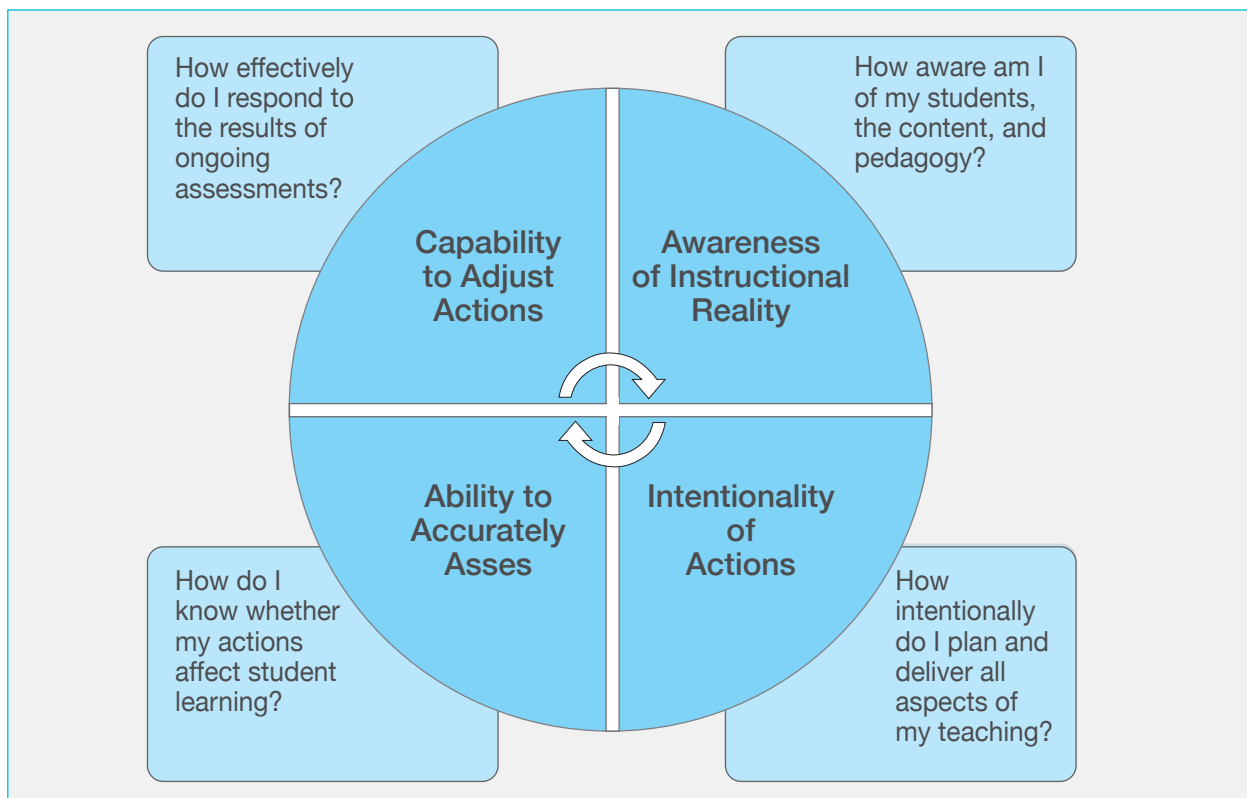 How effectively
do I respond to
the results of
ongoing
assessments?
How aware am I
of my students,
the content, and
pedagogy?
Capability
to Adjust
Actions
Awareness
of Instructional
Reality
Ability to
Accurately
Asses
Intentionality
of
Actions
How do I
know whether
my actions
affect student
learning?
How
intentionally
do I plan and
deliver all
aspects of
my teaching?